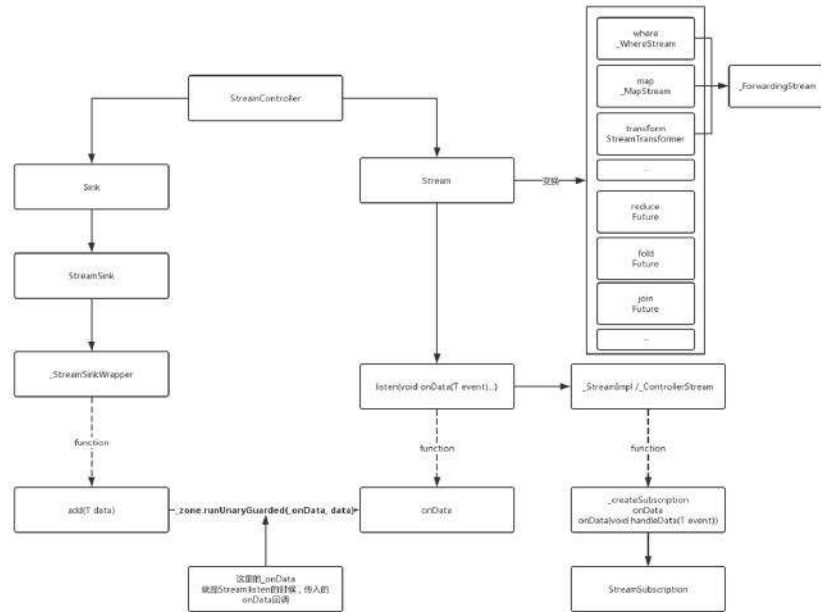 where
_WhereStream
map
_MapStream
_ForwardingStream
StreamController
transform
StreamTransformer
...
Sink
Stream
变换
reduce
Future
fold
Future
StreamSink
join
Future
...
_StreamSinkWrapper
listen(void onData(T event)...)
_StreamImpl /_ControllerStream
function
function
function
add(T data)
_zone.runUnaryGuarded(_onData, data)
onData
_createSubscription
onData
onData(void handleData(T event))
这里的_onData
就是Stream.listen的时候，传入的
onData回调
StreamSubscription